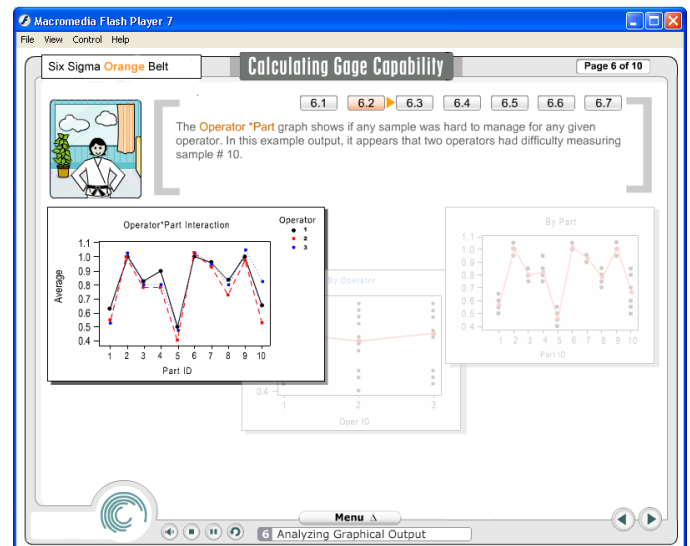 Macromedia Flash Player 7
File View Control Help
Six Sigma Orange Belt
Calculating Gage Capability
Page 6 of 10
6.1 6.2 6.3 6.4 6.5 6.6 6.7
The Operator *Part graph shows if any sample was hard to manage for any given
operator. In this example output, it appears that two operators had difficulty measuring
sample # 10.
Operator*Part Interaction
Operator
1
2
3
1.1
1.0
0.9
0.8
0.7
0.6
0.5
0.4
Average
1 2 3 4 5 6 7 8 9 10
Part ID
By Operator
0.4
1 2 3
Oper ID
By Part
1.1
1.0
0.9
0.8
0.7
0.6
0.5
0.4
1 2 3 4 5 6 7 8 9 10
Part ID
Menu Δ
6 Analyzing Graphical Output